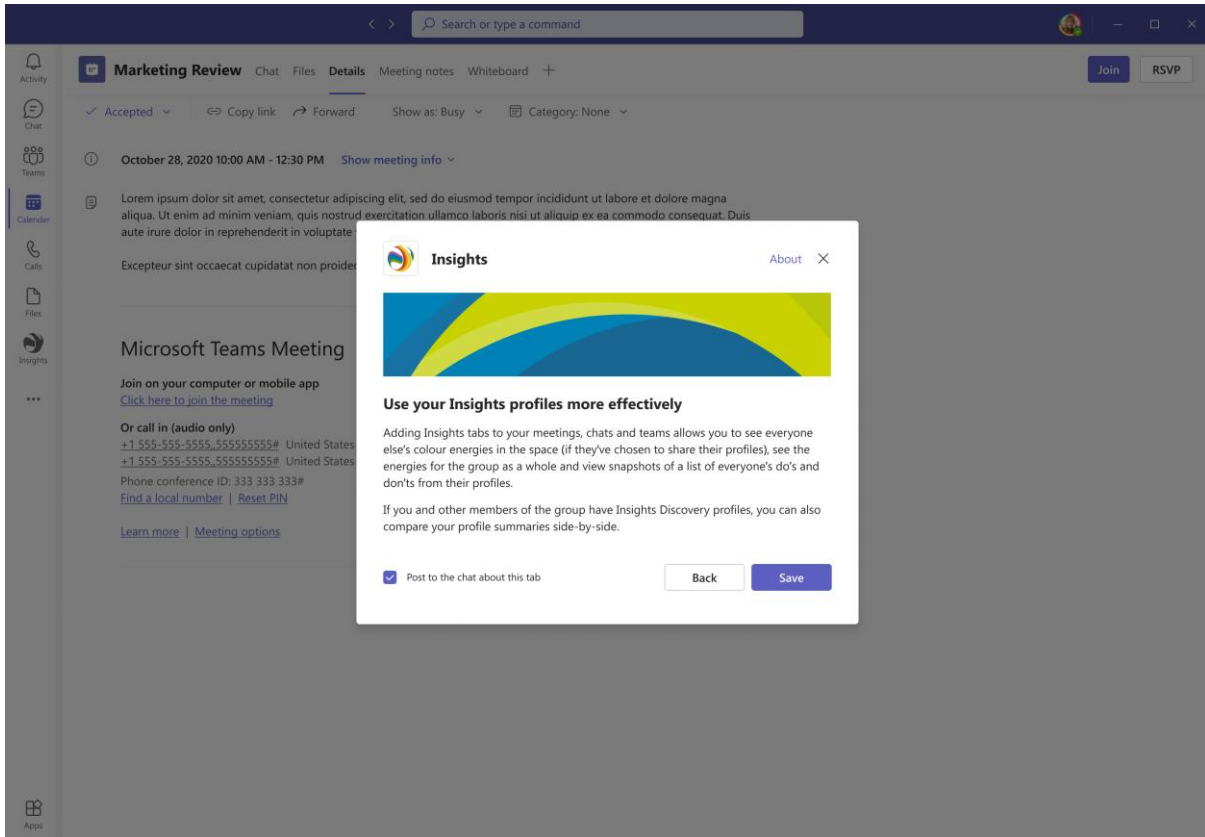 Search or type a command
Activity
Chat
Teams
Calender
Calls
Files
Insights
Apps
Marketing Review Chat Files Details Meeting notes Whiteboard
Join RSVP
Accepted Copy link Forward Show as: Busy Category: None
October 28, 2020 10:00 AM - 12:30 PM Show meeting info
Lorem ipsum dolor sit amet, consectetur adipiscing elit, sed do eiusmod tempor incididunt ut labore et dolore magna
aliqua. Ut enim ad minim veniam, quis nostrud exercitation ullamco laboris nisi ut aliquip ex ea commodo consequat. Duis
aute irure dolor in reprehenderit in voluptate
Excepteur sint occaecat cupidatat non proider
Microsoft Teams Meeting
Join on your computer or mobile app
Click here to join the meeting
Or call in (audio only)
+1 555-555-5555,,555555555# United States
+1 555-555-5555,,555555555# United States
Phone conference ID: 333 333 333#
Find a local number | Reset PIN
Learn more | Meeting options
Insights
About
Use your Insights profiles more effectively
Adding Insights tabs to your meetings, chats and teams allows you to see everyone
else's colour energies in the space (if they've chosen to share their profiles), see the
energies for the group as a whole and view snapshots of a list of everyone's do's and
don'ts from their profiles.
If you and other members of the group have Insights Discovery profiles, you can also
compare your profile summaries side-by-side.
Post to the chat about this tab
Back Save